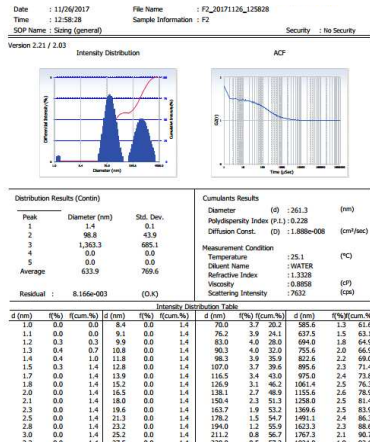 Date : 11/26/2017 File Name : F2_20171126_125828
Time : 12:58:28 Sample Information : F2
SOP Name : Sizing (general) Security : No Security
Version 2.21 / 2.03
Intensity Distribution ACF
Differential Intensity (%)
Cumulative Intensity(%)
Diameter (nm)
G2(τ)
Time (µSec)
Distribution Results (Contin)
Peak Diameter (nm) Std. Dev.
1 1.4 0.1
2 98.8 43.9
3 1,363.3 685.1
4 0.0 0.0
5 0.0 0.0
Average 633.9 769.6
Residual : 8.166e-003 (O.K)
Cumulants Results
Diameter (d) : 261.3 (nm)
Polydispersity Index (P.I.) : 0.228
Diffusion Const. (D) : 1.888e-008 (cm²/sec)
Measurement Condition
Temperature : 25.1 (°C)
Diluent Name : WATER
Refractive Index : 1.3328
Viscosity : 0.8858 (cP)
Scattering Intensity : 7632 (cps)
Intensity Distribution Table
d (nm) f(%) f(cum.%) d (nm) f(%) f(cum.%) d (nm) f(%) f(cum.%) d (nm) f(%) f(cum.%)
1.0 0.0 0.0 8.4 0.0 1.4 70.0 3.7 20.2 585.6 1.3 61.6
1.1 0.0 0.0 9.1 0.0 1.4 76.2 3.9 24.1 637.5 1.5 63.1
1.2 0.3 0.3 9.9 0.0 1.4 83.0 4.0 28.0 694.0 1.8 64.9
1.3 0.4 0.7 10.8 0.0 1.4 90.3 4.0 32.0 755.6 2.0 66.9
1.4 0.4 1.0 11.8 0.0 1.4 98.3 3.9 35.9 822.6 2.2 69.0
1.5 0.3 1.4 12.8 0.0 1.4 107.0 3.7 39.6 895.6 2.3 71.4
1.7 0.0 1.4 13.9 0.0 1.4 116.5 3.4 43.0 975.0 2.4 73.8
1.8 0.0 1.4 15.2 0.0 1.4 126.9 3.1 46.2 1061.4 2.5 76.3
2.0 0.0 1.4 16.5 0.0 1.4 138.1 2.7 48.9 1155.6 2.6 78.9
2.1 0.0 1.4 18.0 0.0 1.4 150.4 2.3 51.3 1258.0 2.5 81.4
2.3 0.0 1.4 19.6 0.0 1.4 163.7 1.9 53.2 1369.6 2.5 83.9
2.5 0.0 1.4 21.3 0.0 1.4 178.2 1.5 54.7 1491.1 2.4 86.3
2.8 0.0 1.4 23.2 0.0 1.4 194.0 1.2 55.9 1623.3 2.3 88.6
3.0 0.0 1.4 25.2 0.0 1.4 211.2 0.8 56.7 1767.3 2.1 90.